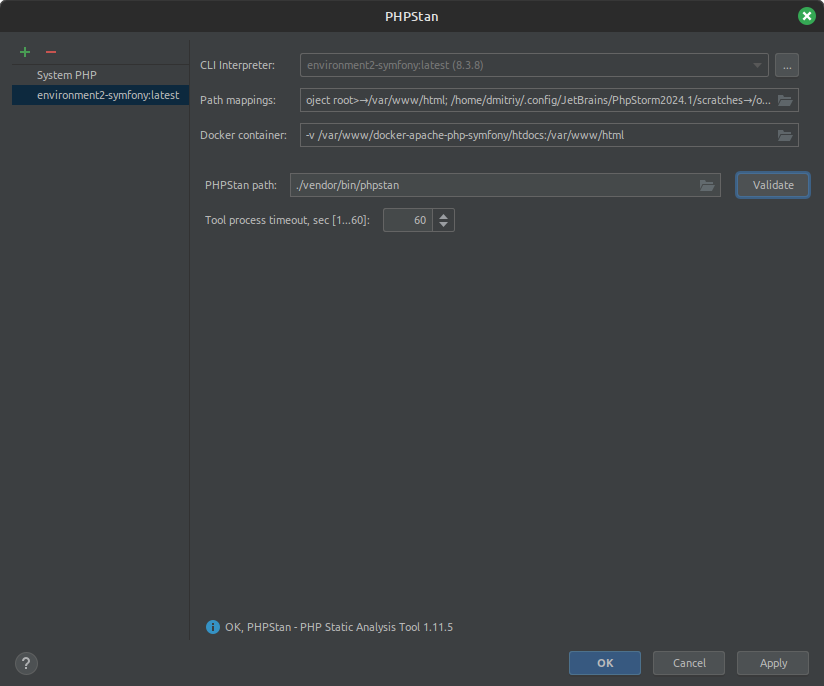 PHPStan
System PHP
environment2-symfony:latest
CLI Interpreter:
environment2-symfony:latest (8.3.8)
...
Path mappings:
oject root>→/var/www/html; /home/dmitriy/.config/JetBrains/PhpStorm2024.1/scratches→/o...
Docker container:
-v /var/www/docker-apache-php-symfony/htdocs:/var/www/html
PHPStan path:
./vendor/bin/phpstan
Validate
Tool process timeout, sec [1...60]:
60
OK, PHPStan - PHP Static Analysis Tool 1.11.5
?
OK
Cancel
Apply